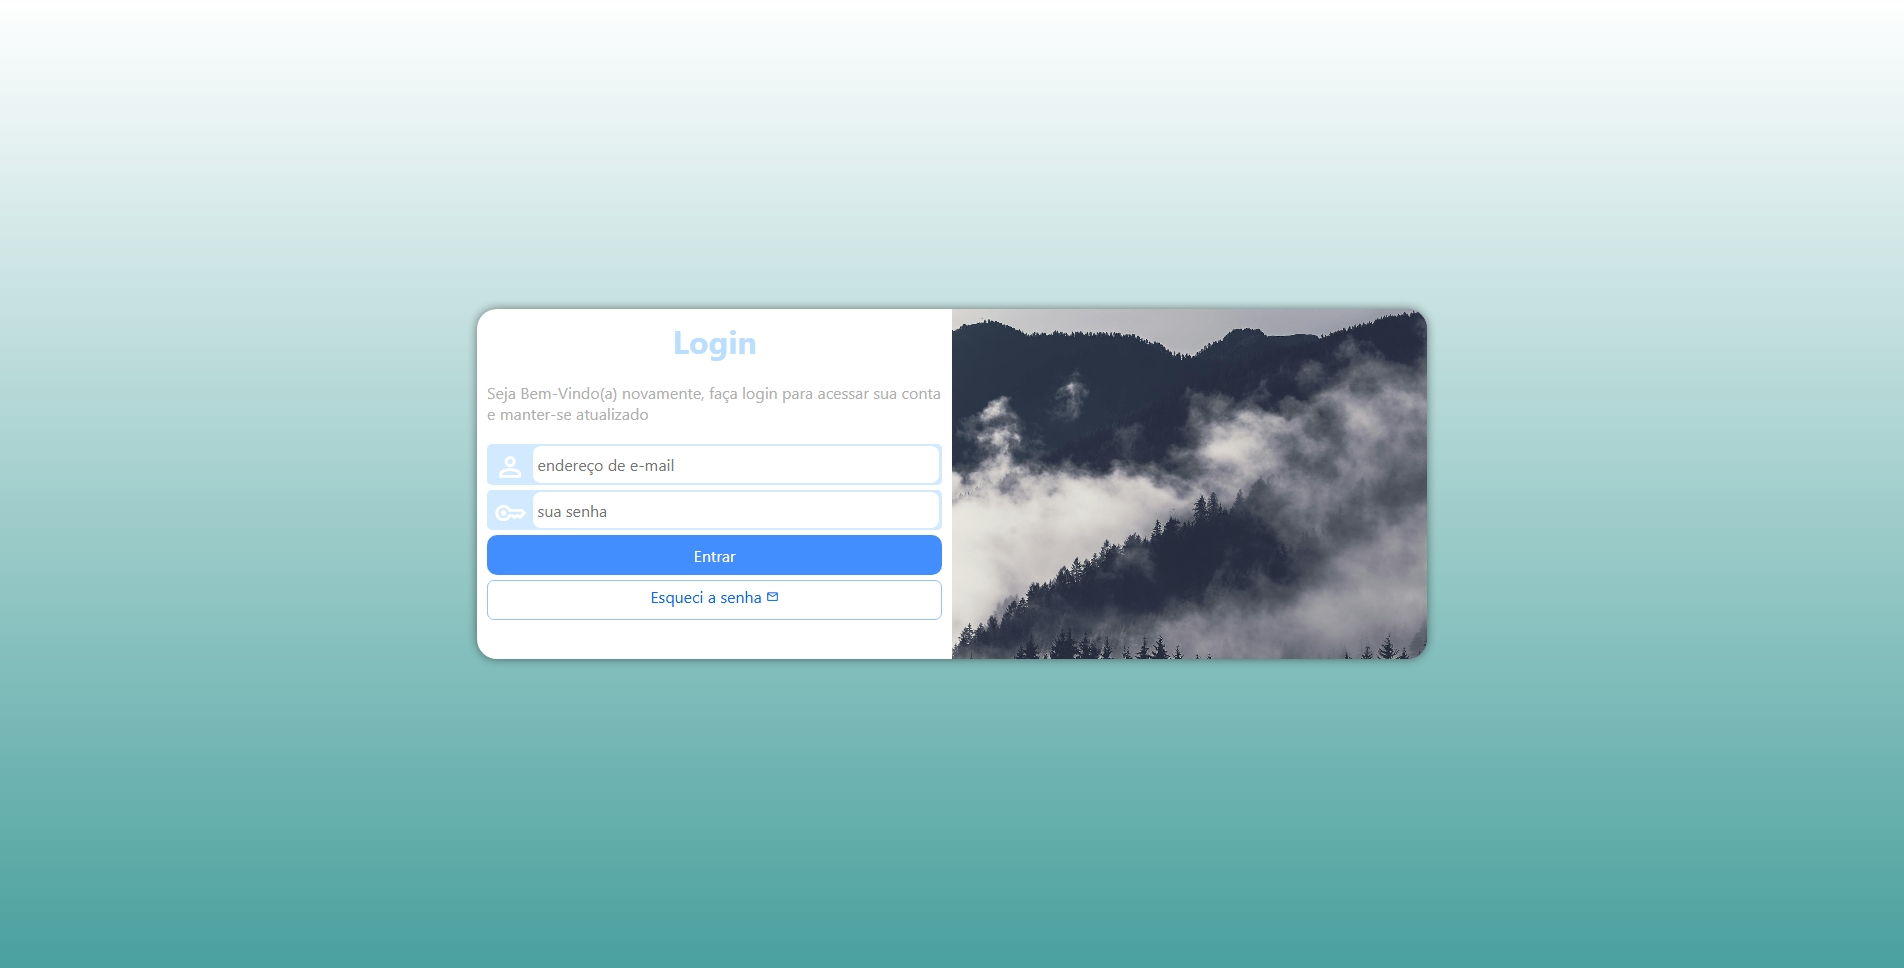 Login
Seja Bem-Vindo(a) novamente, faça login para acessar sua conta
e manter-se atualizado
endereço de e-mail
sua senha
Entrar
Esqueci a senha